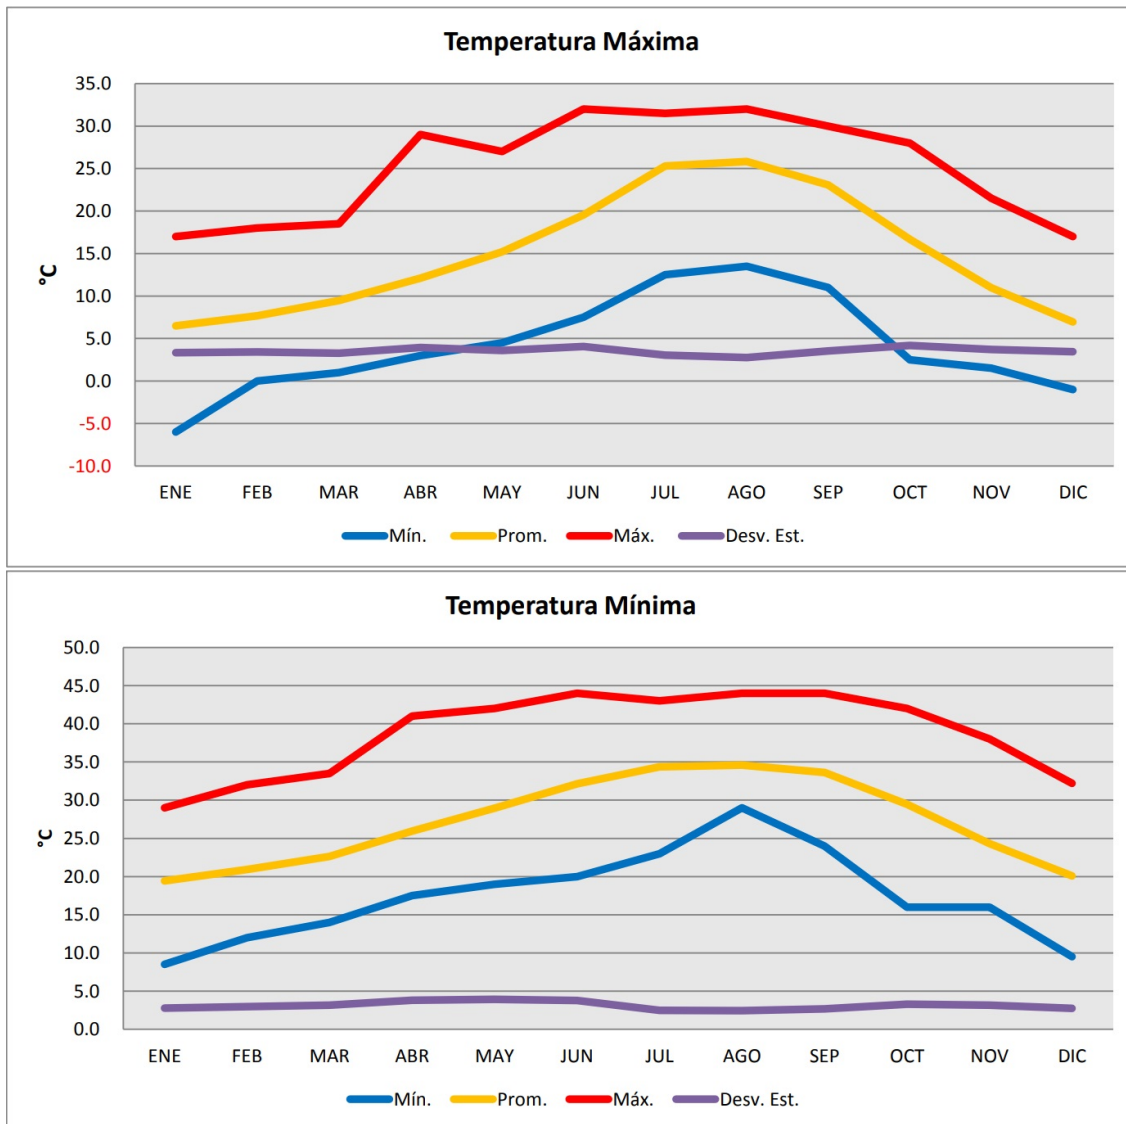 Temperatura Máxima
35.0
30.0
25.0
20.0
15.0
10.0
5.0
0.0
-5.0
-10.0
°C
ENE FEB MAR ABR MAY JUN JUL AGO SEP OCT NOV DIC
Mín. Prom. Máx. Desv. Est.
Temperatura Mínima
50.0
45.0
40.0
35.0
30.0
25.0
20.0
15.0
10.0
5.0
0.0
°C
ENE FEB MAR ABR MAY JUN JUL AGO SEP OCT NOV DIC
Mín. Prom. Máx. Desv. Est.